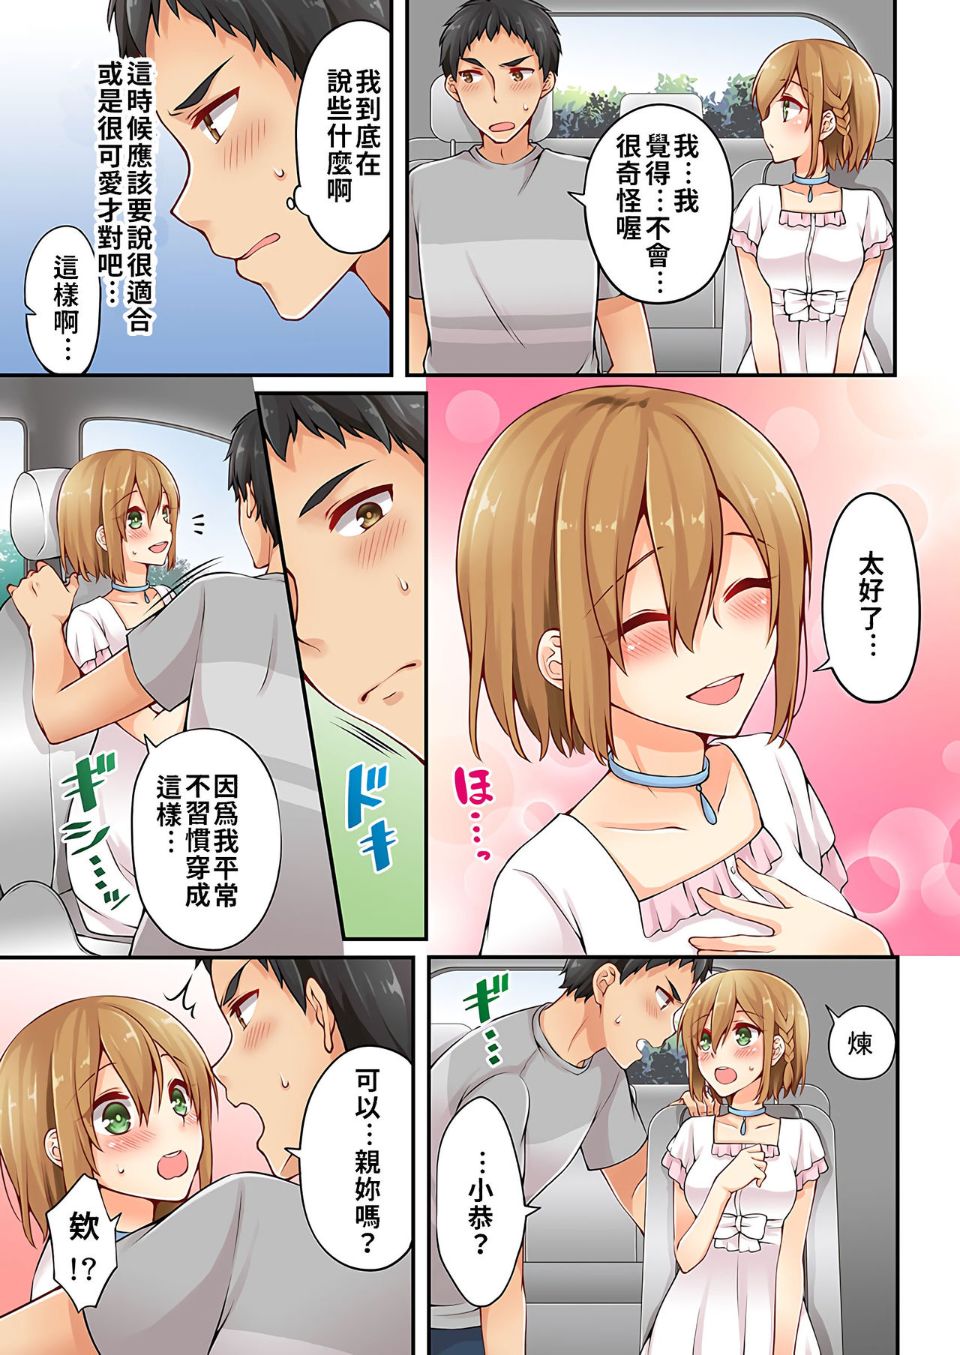 我…我
覺得…不會…
很奇怪喔
我到底在
說些什麼啊
這時候應該要說很適合
或是很可愛才對吧…
這樣啊…
太好了…
ほ…っ
ドキ
因爲我平常
不習慣穿成
這樣…
ギシ…
煉
ギ…
…小恭？
可以…親妳嗎？
欸!?